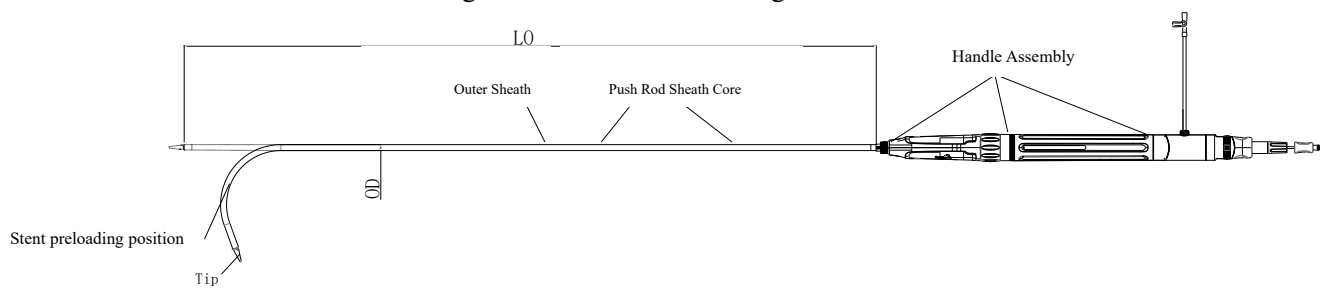 L0
Handle Assembly
Outer Sheath
Push Rod Sheath Core
OD
Stent preloading position
Tip